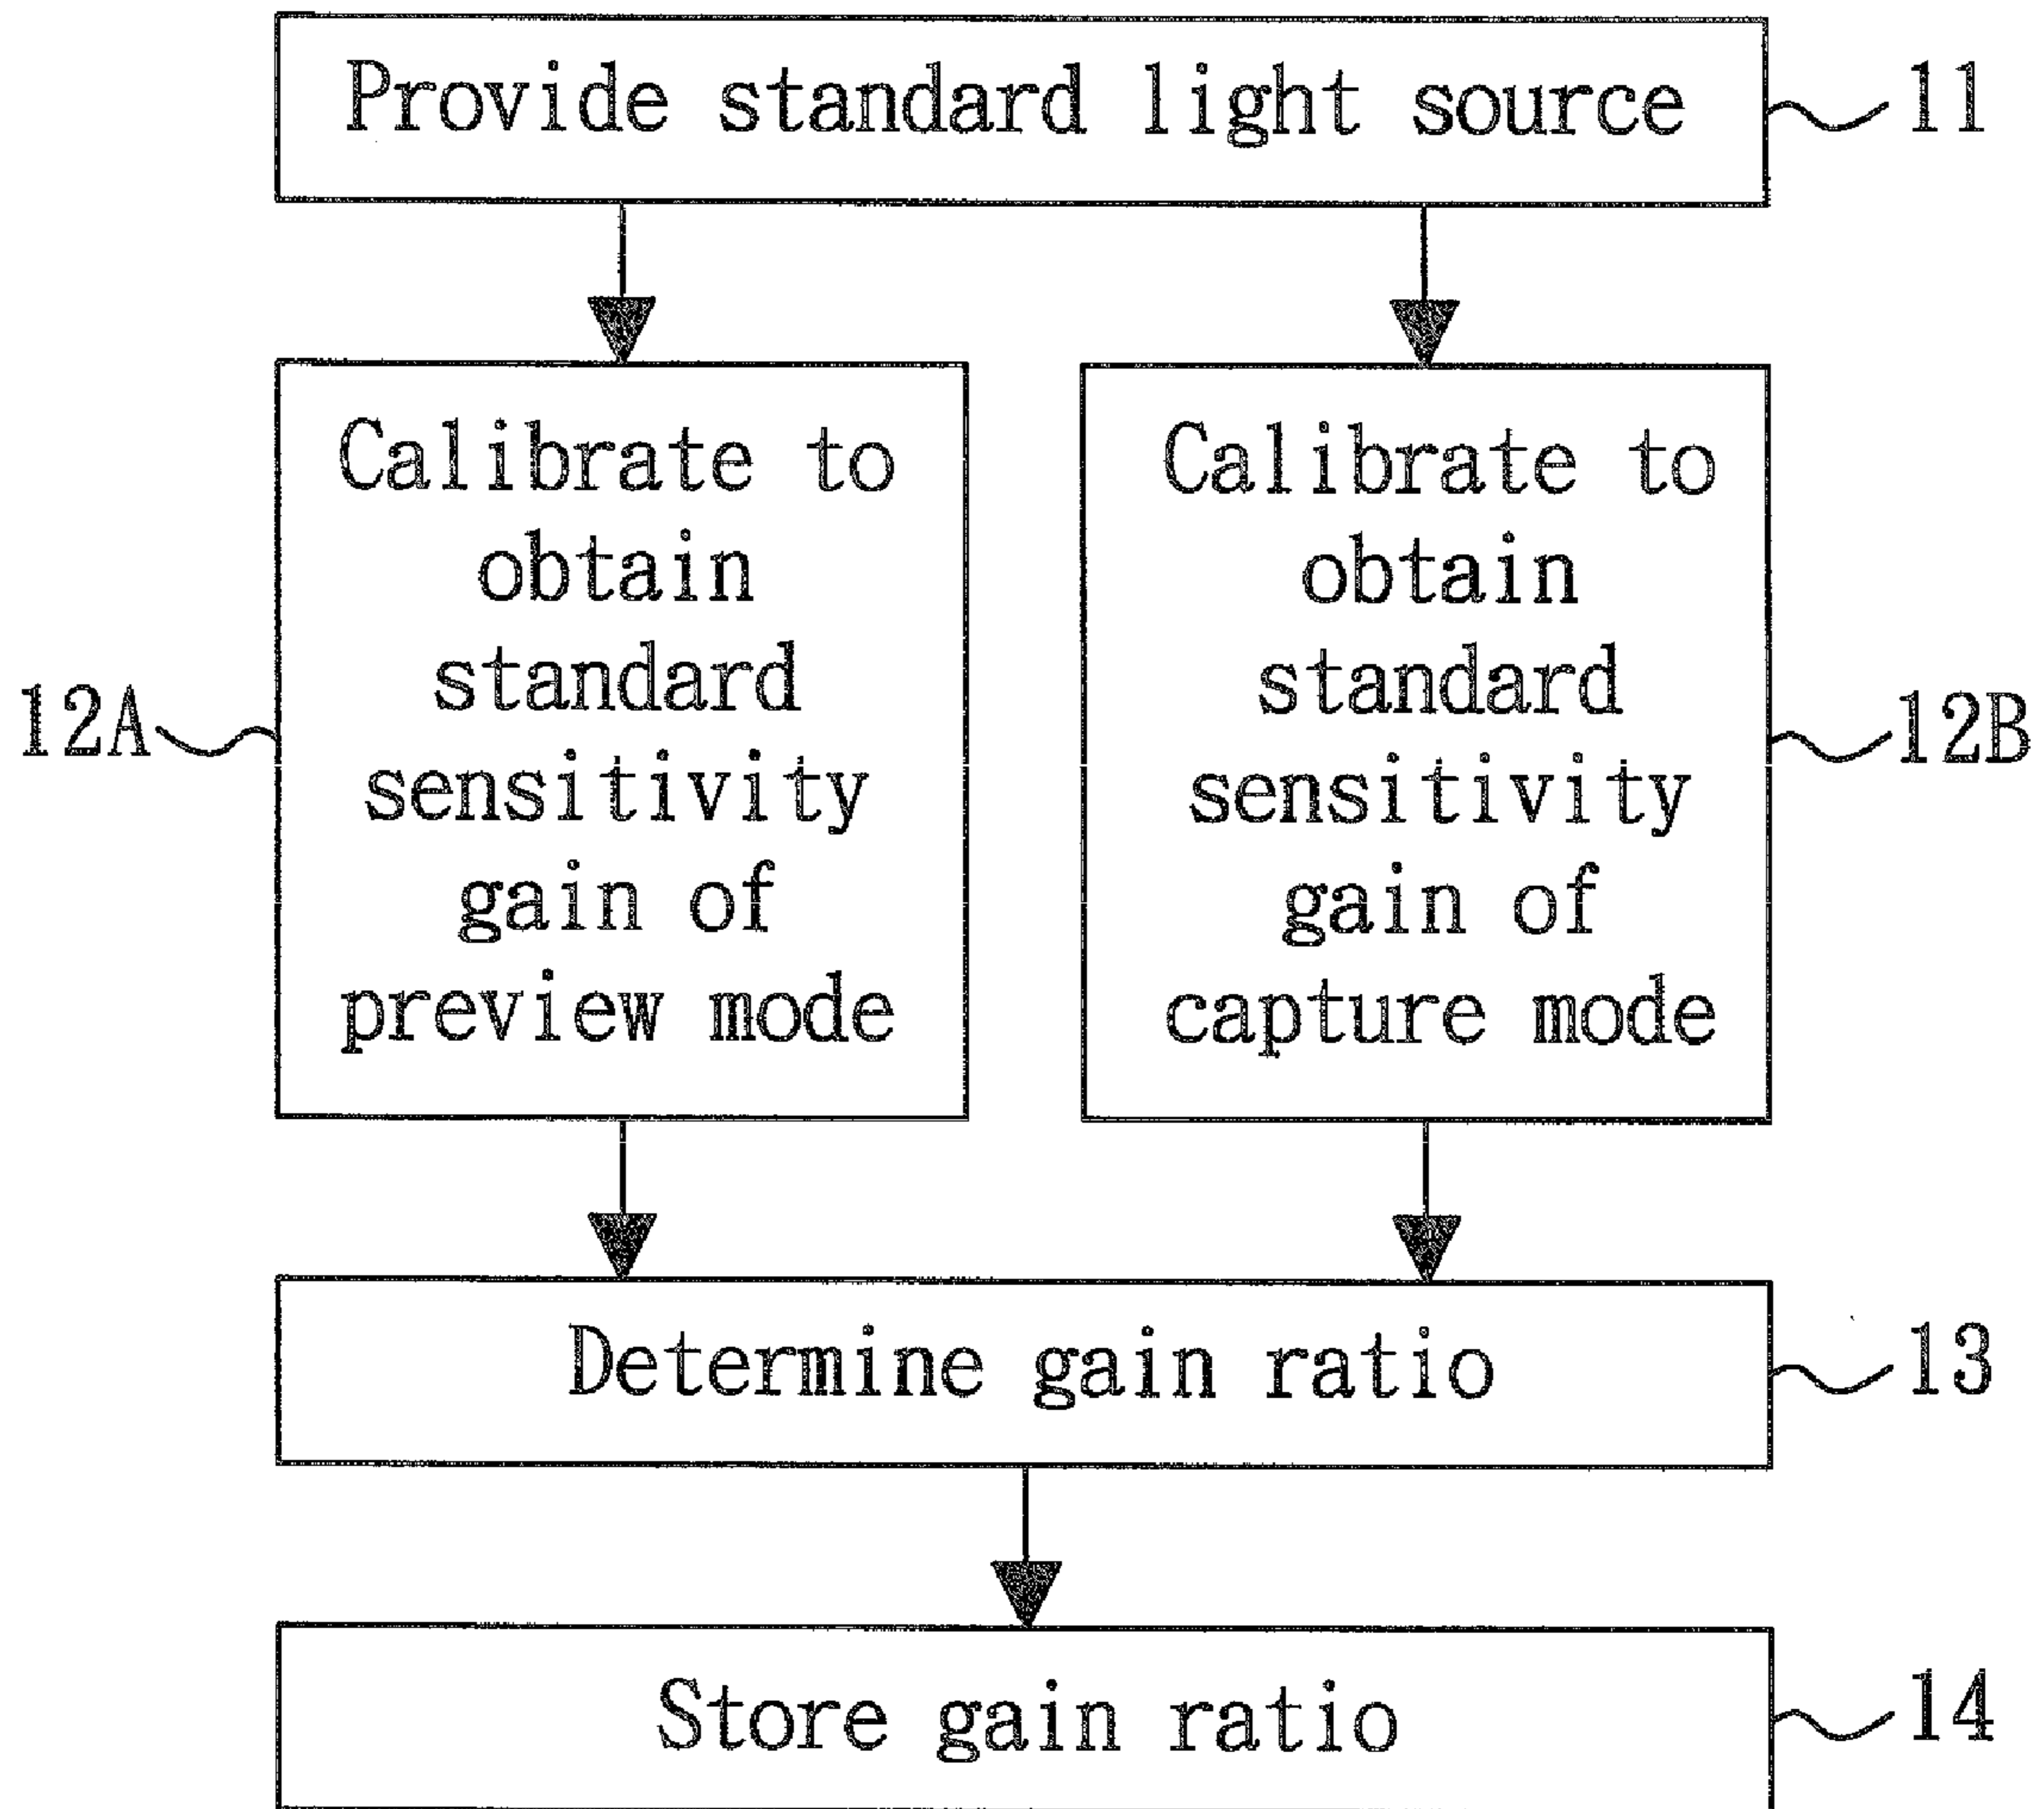 Provide standard light source
11
Calibrate to
obtain
standard
sensitivity
gain of
preview mode
12A
Calibrate to
obtain
standard
sensitivity
gain of
capture mode
12B
Determine gain ratio
13
Store gain ratio
14